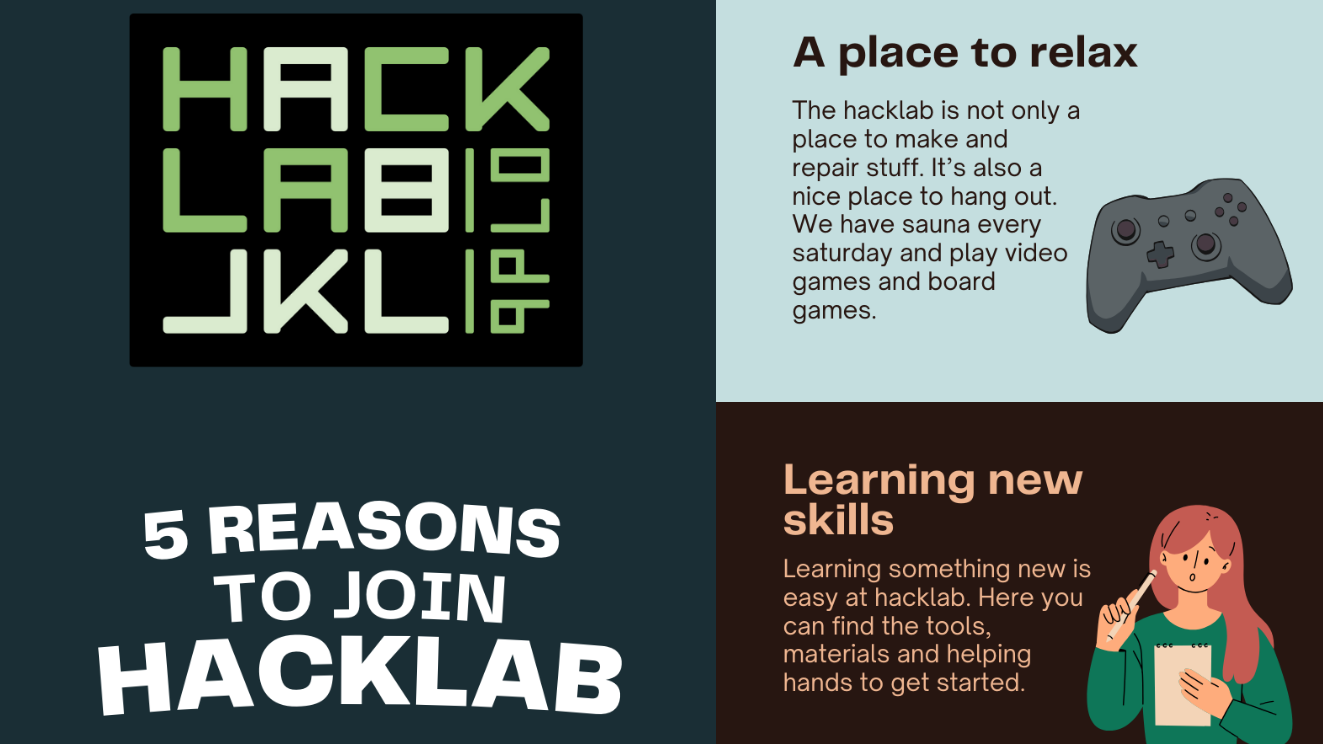 HACK
LAB
JKL
QPLO
5 REASONS
TO JOIN
HACKLAB
A place to relax
The hacklab is not only a
place to make and
repair stuff. It’s also a
nice place to hang out.
We have sauna every
saturday and play video
games and board
games.
Learning new
skills
Learning something new is
easy at hacklab. Here you
can find the tools,
materials and helping
hands to get started.